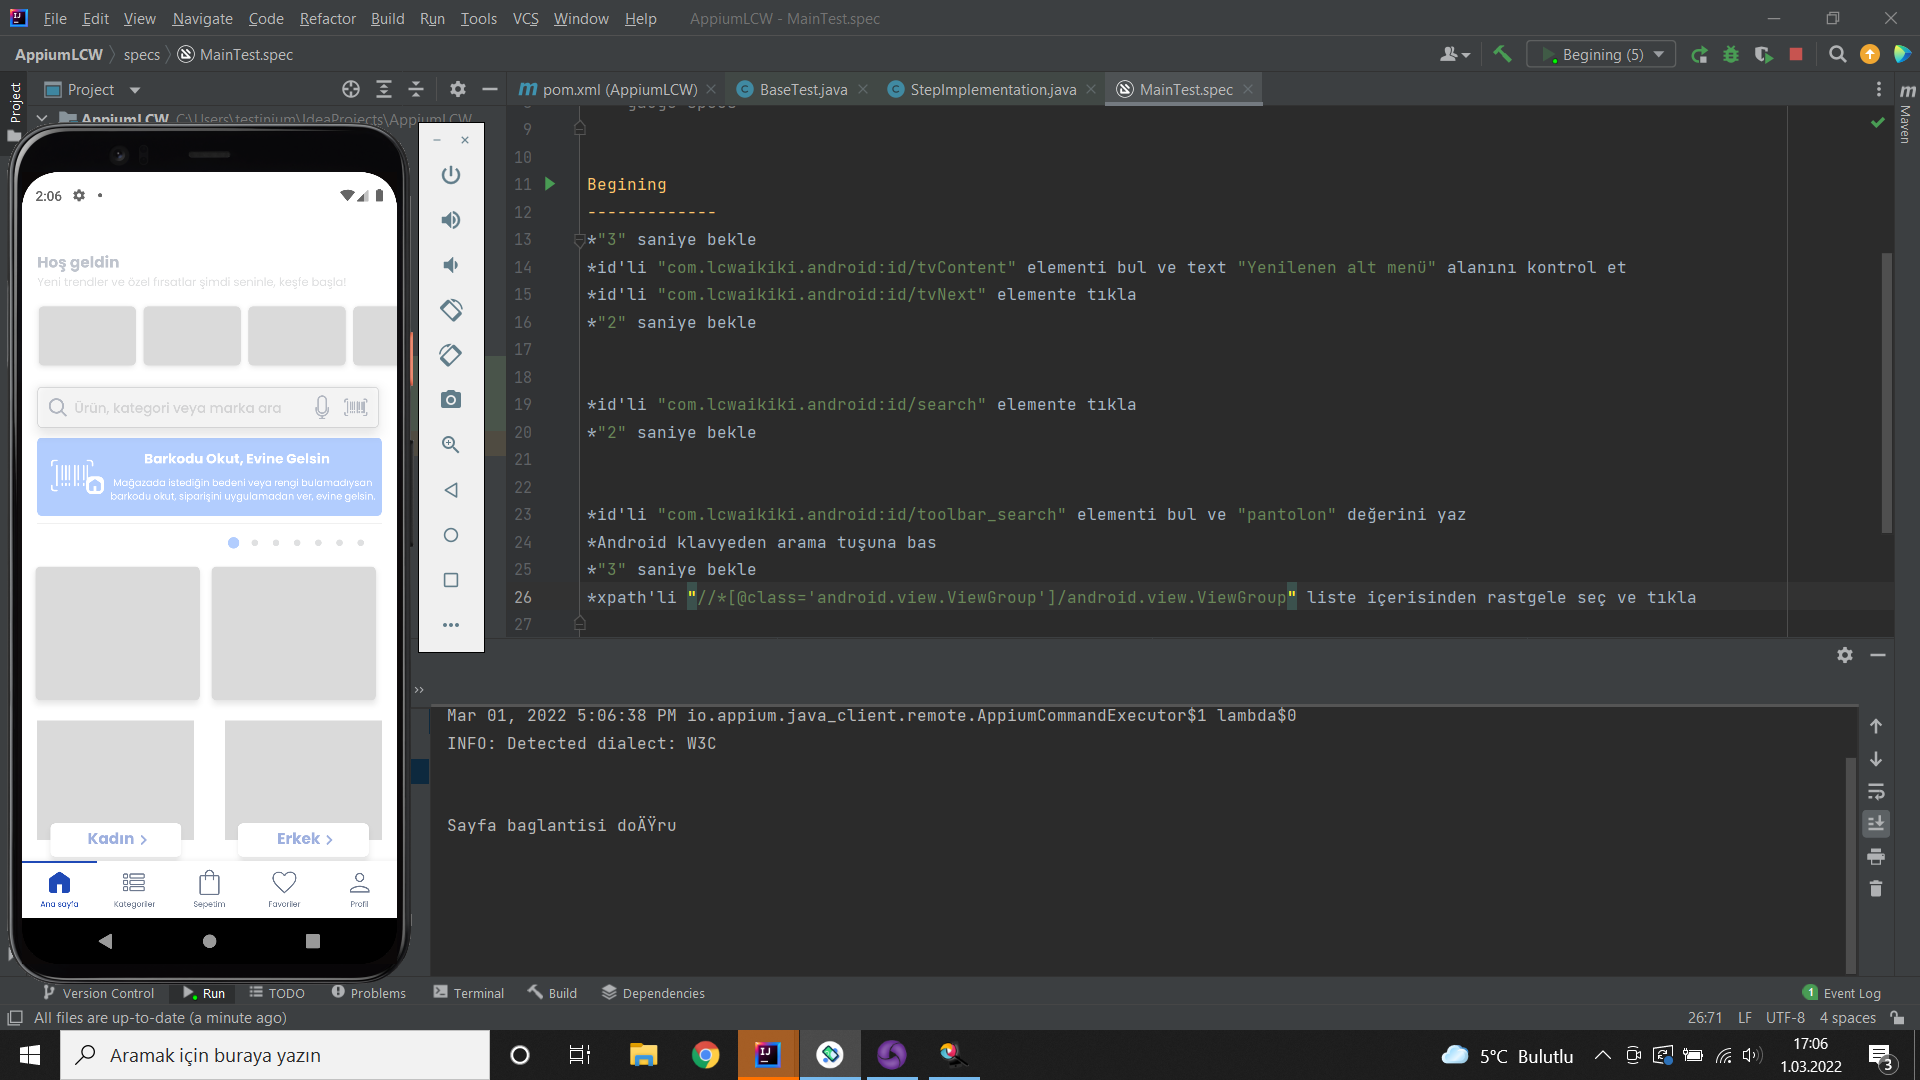 File Edit View Navigate Code Refactor Build Run Tools VCS Window Help AppiumLCW - MainTest.spec
AppiumLCW specs MainTest.spec Begining (5)
Project
pom.xml (AppiumLCW) BaseTest.java StepImplementation.java MainTest.spec
Project
Maven
AppiumLCW C:\Users\testinium\IdeaProjects\AppiumLCW
9
10
11 Begining
12 -------------
13 *"3" saniye bekle
14 *id'li "com.lcwaikiki.android:id/tvContent" elementi bul ve text "Yenilenen alt menü" alanını kontrol et
15 *id'li "com.lcwaikiki.android:id/tvNext" elemente tıkla
16 *"2" saniye bekle
17
18
19 *id'li "com.lcwaikiki.android:id/search" elemente tıkla
20 *"2" saniye bekle
21
22
23 *id'li "com.lcwaikiki.android:id/toolbar_search" elementi bul ve "pantolon" değerini yaz
24 *Android klavyeden arama tuşuna bas
25 *"3" saniye bekle
26 *xpath'li "//*[@class='android.view.ViewGroup']/android.view.ViewGroup" liste içerisinden rastgele seç ve tıkla
27
2:06
Hoş geldin
Yeni trendler ve özel fırsatlar şimdi seninle, keşfe başla!
Ürün, kategori veya marka ara
Barkodu Okut, Evine Gelsin
Mağazada istediğin bedeni veya rengi bulamadıysan
barkodu okut, siparişini uygulamadan ver, evine gelsin.
Kadın >
Erkek >
Ana sayfa Kategoriler Sepetim Favoriler Profil
Mar 01, 2022 5:06:38 PM io.appium.java_client.remote.AppiumCommandExecutor$1 lambda$0
INFO: Detected dialect: W3C
Sayfa baglantisi doÄŸru
Version Control Run TODO Problems Terminal Build Dependencies 1 Event Log
All files are up-to-date (a minute ago) 26:71 LF UTF-8 4 spaces
Aramak için buraya yazın
5°C Bulutlu
17:06
1.03.2022
3